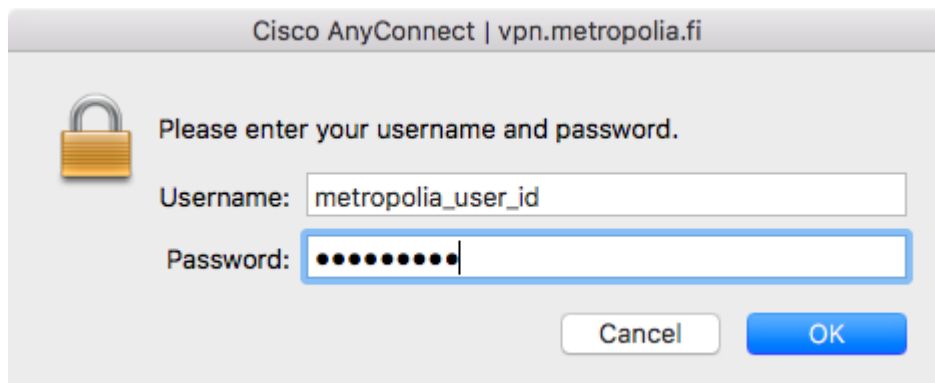 Cisco AnyConnect | vpn.metropolia.fi
Please enter your username and password.
Username: metropolia_user_id
Password: •••••••••
Cancel OK